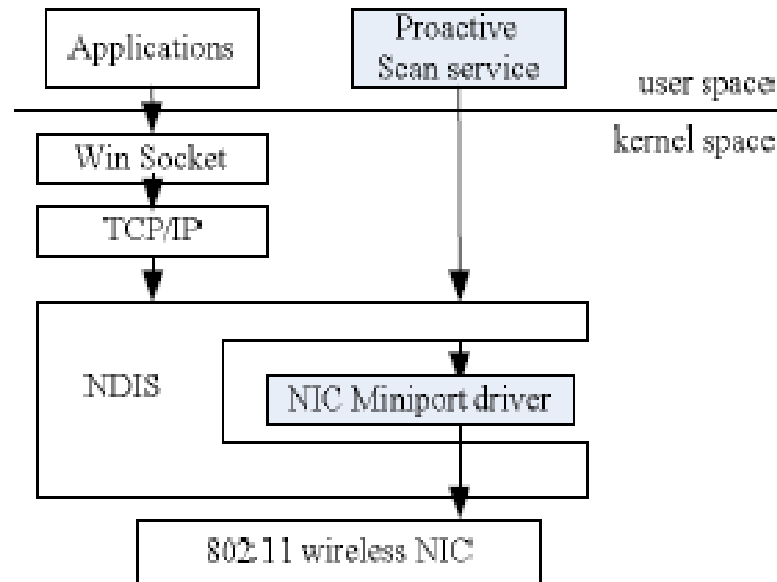 Applications
Proactive
Scan service
user space
kernel space
Win Socket
TCP/IP
NDIS
NIC Miniport driver
802.11 wireless NIC